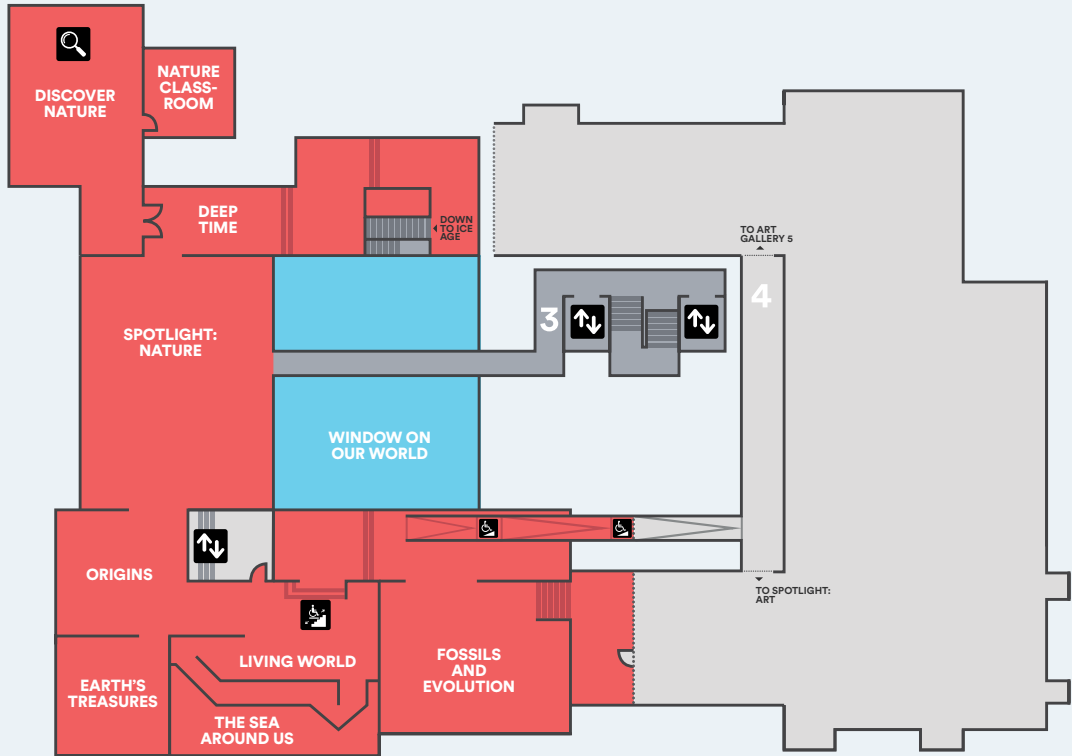 DISCOVER
NATURE
NATURE
CLASS-
ROOM
DEEP
TIME
DOWN
TO ICE
AGE
TO ART
GALLERY 5
SPOTLIGHT:
NATURE
3
4
WINDOW ON
OUR WORLD
ORIGINS
TO SPOTLIGHT:
ART
LIVING WORLD
FOSSILS
AND
EVOLUTION
EARTH'S
TREASURES
THE SEA
AROUND US